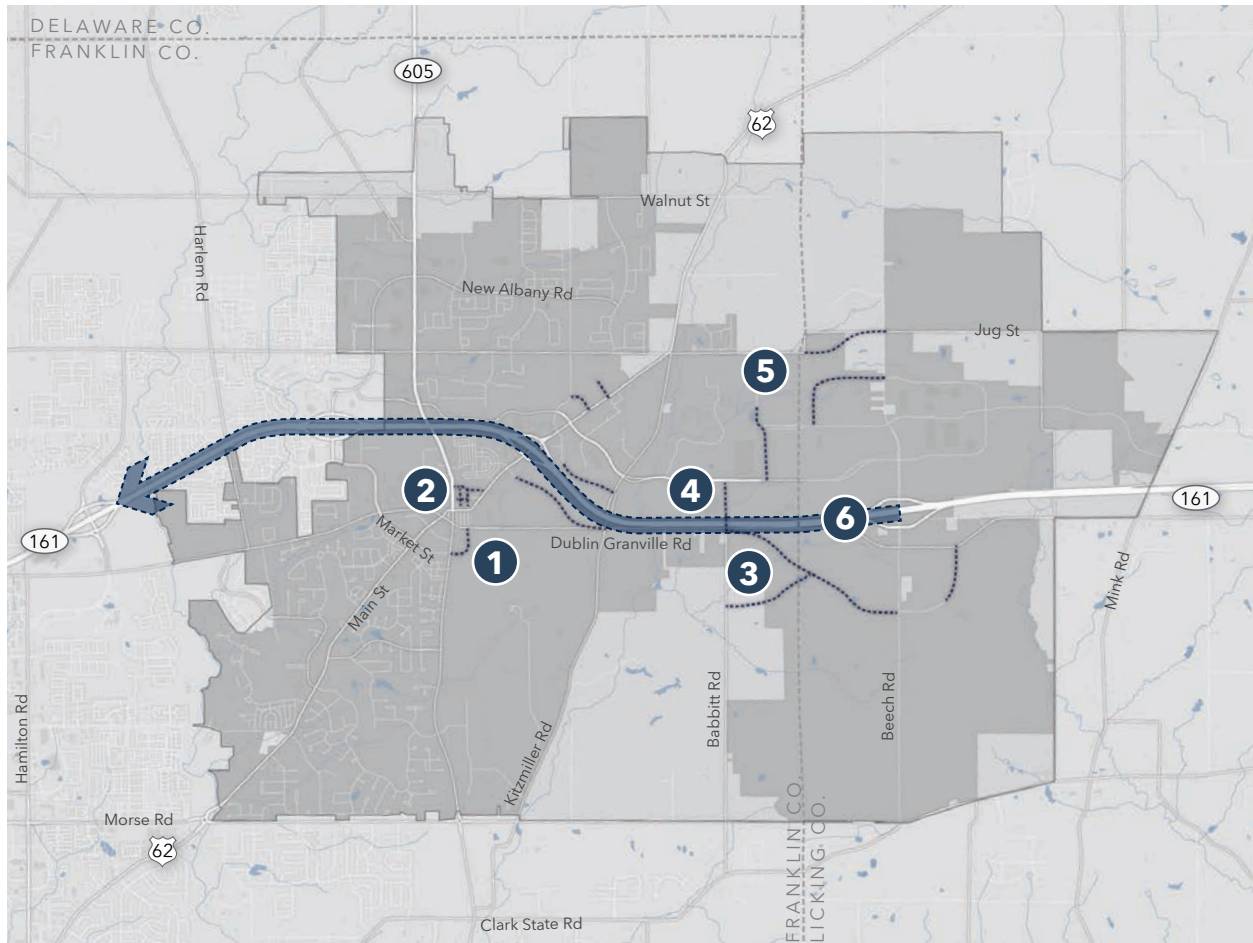 DELAWARE CO.
FRANKLIN CO.
605
62
Walnut St
Harlem Rd
New Albany Rd
Jug St
5
2
4
6
161
161
Market St
1
Dublin Granville Rd
3
Main St
Mink Rd
Hamilton Rd
Babbitt Rd
Beech Rd
Kitzmiller Rd
Morse Rd
62
FRANKLIN CO.
LICKING CO.
Clark State Rd